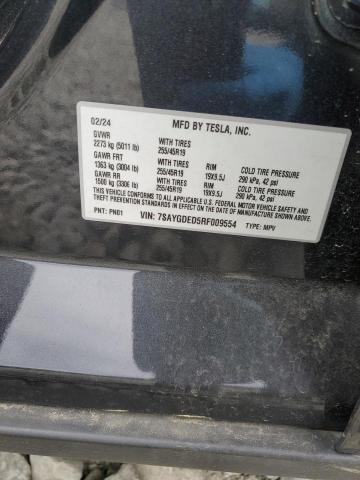 02/24 MFD BY TESLA, INC.
GVWR
2273 kg (5011 lb) WITH TIRES 255/45R19
GAWR FRT
1363 kg (3004 lb) WITH TIRES 255/45R19 RIM 19X9.5J COLD TIRE PRESSURE 290 kPa, 42 psi
GAWR RR
1500 kg (3306 lb) WITH TIRES 255/45R19 RIM 19X9.5J COLD TIRE PRESSURE 290 kPa, 42 psi
THIS VEHICLE CONFORMS TO ALL APPLICABLE U.S. FEDERAL MOTOR VEHICLE SAFETY AND
THEFT PREVENTION STANDARDS IN EFFECT ON THE DATE OF MANUFACTURE SHOWN ABOVE.
PNT: PN01 VIN: 7SAYGDED5RF009554 TYPE: MPV